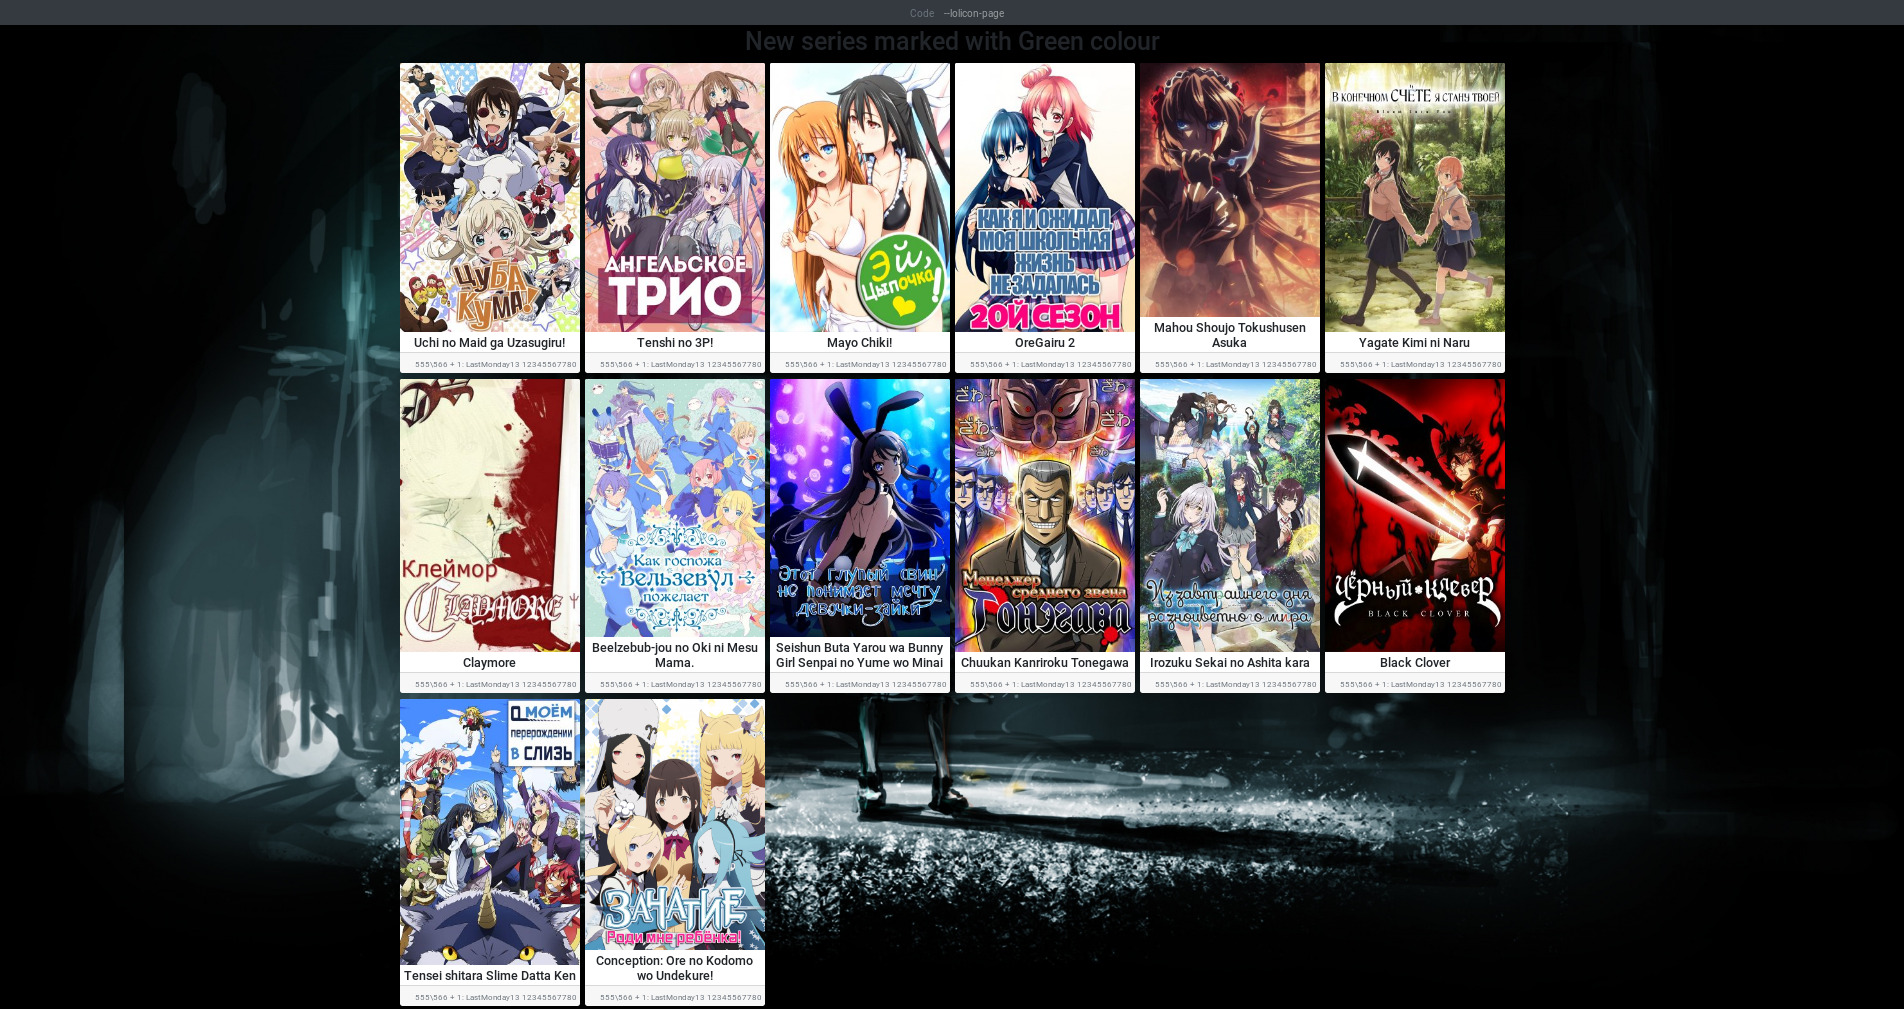 Code --lolicon-page
New series marked with Green colour
ЦУБА
КУМА!
Uchi no Maid ga Uzasugiru!
555\566 + 1: LastMonday13 12345567780
АНГЕЛЬСКОЕ
ТРИО
Tenshi no 3P!
555\566 + 1: LastMonday13 12345567780
Эй,
Цыпочка!
Mayo Chiki!
555\566 + 1: LastMonday13 12345567780
КАК Я И ОЖИДАЛ
МОЯ ШКОЛЬНАЯ
ЖИЗНЬ
НЕ ЗАДАЛАСЬ
2ОЙ СЕЗОН
OreGairu 2
555\566 + 1: LastMonday13 12345567780
Mahou Shoujo Tokushusen
Asuka
555\566 + 1: LastMonday13 12345567780
В КОНЕЧНОМ СЧЁТЕ Я СТАНУ ТВОЕЙ
Bloom Into You
Yagate Kimi ni Naru
555\566 + 1: LastMonday13 12345567780
Клеймор
CLAYMORE
Claymore
555\566 + 1: LastMonday13 12345567780
Как госпожа
Вельзевул
пожелает
Beelzebub-jou no Oki ni Mesu
Mama.
555\566 + 1: LastMonday13 12345567780
Этот глупый свин
не понимает мечту
девочки-зайки
Seishun Buta Yarou wa Bunny
Girl Senpai no Yume wo Minai
555\566 + 1: LastMonday13 12345567780
ざわ
ざわ
ざわ
ざわ
ざわ
ざわ
Менеджер
среднего звена
Тонэгава
Chuukan Kanriroku Tonegawa
555\566 + 1: LastMonday13 12345567780
Из завтрашнего дня
разноцветного мира
Irozuku Sekai no Ashita kara
555\566 + 1: LastMonday13 12345567780
ЧЁРНЫЙ КЛЕВЕР
BLACK CLOVER
Black Clover
555\566 + 1: LastMonday13 12345567780
О МОЁМ
перерождении
В СЛИЗЬ
Tensei shitara Slime Datta Ken
555\566 + 1: LastMonday13 12345567780
ЗАЧАТИЕ
Роди мне ребёнка!
Conception: Ore no Kodomo
wo Undekure!
555\566 + 1: LastMonday13 12345567780